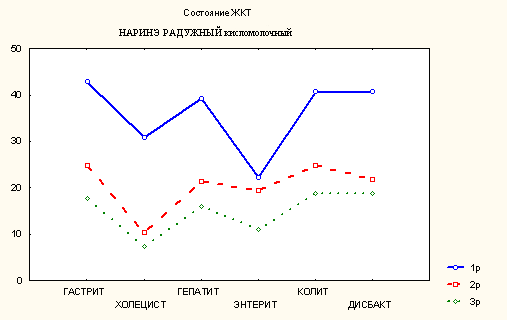 Состояние ЖКТ
НАРИНЭ РАДУЖНЫЙ кисломолочный
50
40
30
20
10
0
ГАСТРИТ
ХОЛЕЦИСТ
ГЕПАТИТ
ЭНТЕРИТ
КОЛИТ
ДИСБАКТ
1р
2р
3р